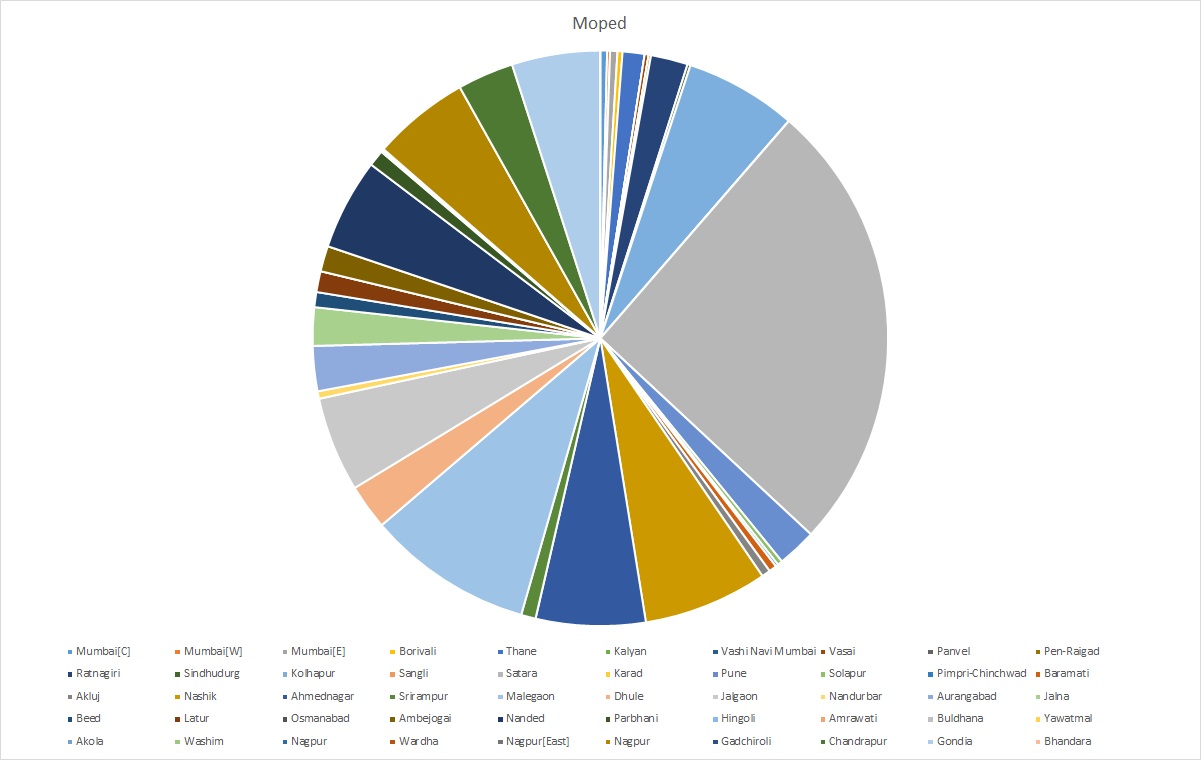 Moped
Mumbai[C] Mumbai[W] Mumbai[E] Borivali Thane Kalyan Vashi Navi Mumbai Vasai Panvel Pen-Raigad
Ratnagiri Sindhudurg Kolhapur Sangli Satara Karad Pune Solapur Pimpri-Chinchwad Baramati
Akluj Nashik Ahmednagar Srirampur Malegaon Dhule Jalgaon Nandurbar Aurangabad Jalna
Beed Latur Osmanabad Ambejogai Nanded Parbhani Hingoli Amrawati Buldhana Yawatmal
Akola Washim Nagpur Wardha Nagpur[East] Nagpur Gadchiroli Chandrapur Gondia Bhandara